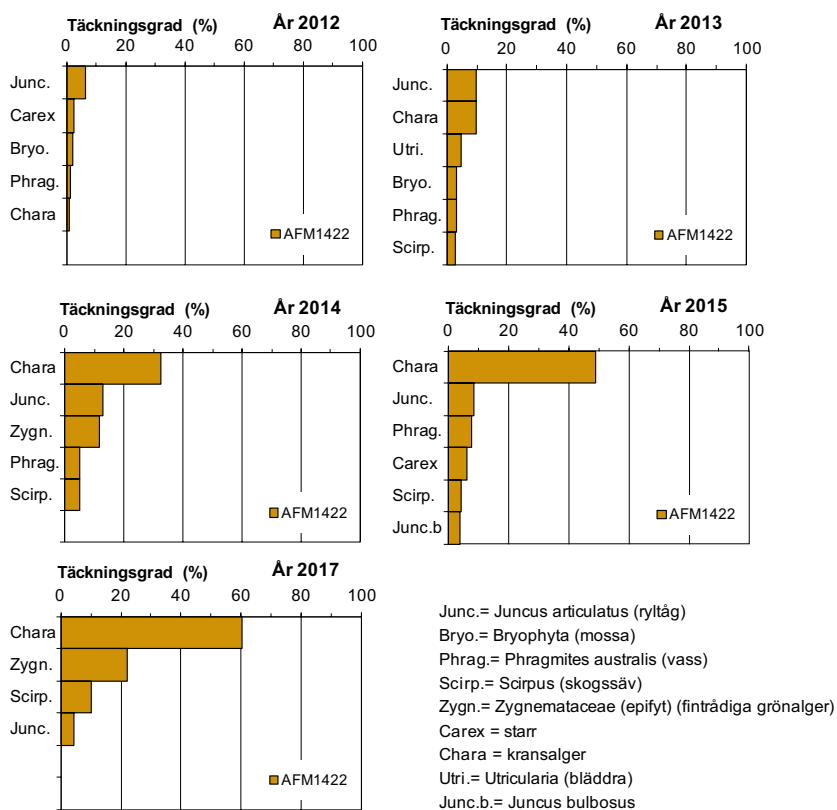 Täckningsgrad (%) År 2012
0 20 40 60 80 100
Junc.
Carex
Bryo.
Phrag.
Chara
AFM1422
Täckningsgrad (%) År 2013
0 20 40 60 80 100
Junc.
Chara
Utri.
Bryo.
Phrag.
Scirp.
AFM1422
Täckningsgrad (%) År 2014
0 20 40 60 80 100
Chara
Junc.
Zygn.
Phrag.
Scirp.
AFM1422
Täckningsgrad (%) År 2015
0 20 40 60 80 100
Chara
Junc.
Phrag.
Carex
Scirp.
Junc.b
AFM1422
Täckningsgrad (%) År 2017
0 20 40 60 80 100
Chara
Zygn.
Scirp.
Junc.
AFM1422
Junc.= Juncus articulatus (ryltåg)
Bryo.= Bryophyta (mossa)
Phrag.= Phragmites australis (vass)
Scirp.= Scirpus (skogssäv)
Zygn.= Zygnemataceae (epifyt) (fintrådiga grönalger)
Carex = starr
Chara = kransalger
Utri.= Utricularia (bläddra)
Junc.b.= Juncus bulbosus